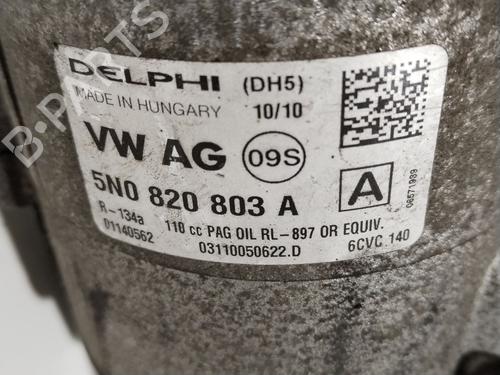 DELPHI (DH5)
MADE IN HUNGARY 10/10
VW AG 09S
5N0 820 803 A A
R-134a 110 cc PAG OIL RL-897 OR EQUIV.
01140562 03110050622.D 6CVC 140
08571939
B-PARTS